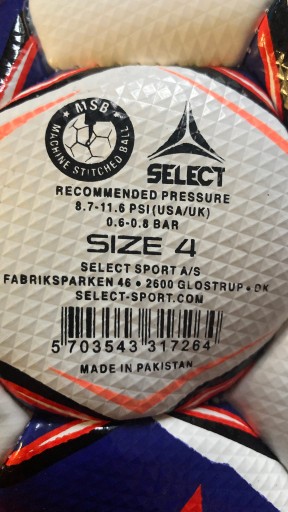 MSB
MACHINE STITCHED BALL
SELECT
RECOMMENDED PRESSURE
8.7-11.6 PSI(USA/UK)
0.6-0.8 BAR
SIZE 4
SELECT SPORT A/S
FABRIKSPARKEN 46 • 2600 GLOSTRUP • DK
SELECT-SPORT.COM
5 703543 317264
MADE IN PAKISTAN